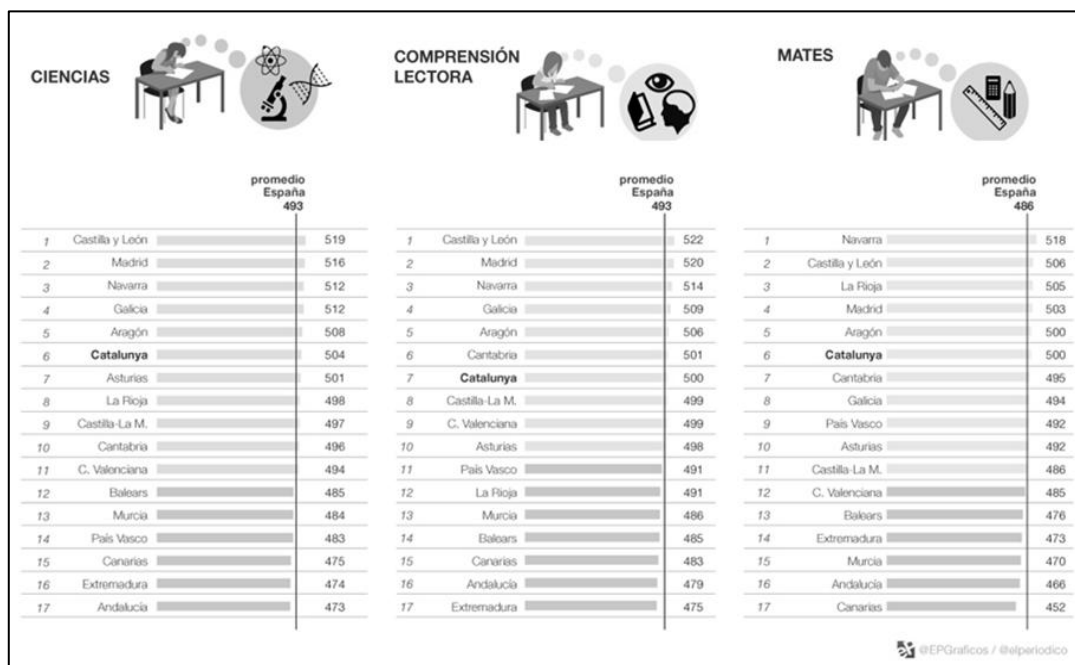 CIENCIAS
promedio
España
493
1 Castilla y León 519
2 Madrid 516
3 Navarra 512
4 Galicia 512
5 Aragón 508
6 Catalunya 504
7 Asturias 501
8 La Rioja 498
9 Castilla-La M. 497
10 Cantabria 496
11 C. Valenciana 494
12 Balears 485
13 Murcia 484
14 País Vasco 483
15 Canarias 475
16 Extremadura 474
17 Andalucía 473
COMPRENSIÓN
LECTORA
promedio
España
493
1 Castilla y León 522
2 Madrid 520
3 Navarra 514
4 Galicia 509
5 Aragón 506
6 Cantabria 501
7 Catalunya 500
8 Castilla-La M. 499
9 C. Valenciana 499
10 Asturias 498
11 País Vasco 491
12 La Rioja 491
13 Murcia 486
14 Balears 485
15 Canarias 483
16 Andalucía 479
17 Extremadura 475
MATES
promedio
España
486
1 Navarra 518
2 Castilla y León 506
3 La Rioja 505
4 Madrid 503
5 Aragón 500
6 Catalunya 500
7 Cantabria 495
8 Galicia 494
9 País Vasco 492
10 Asturias 492
11 Castilla-La M. 486
12 C. Valenciana 485
13 Balears 476
14 Extremadura 473
15 Murcia 470
16 Andalucía 466
17 Canarias 452
@EPGraficos / @elperiodico